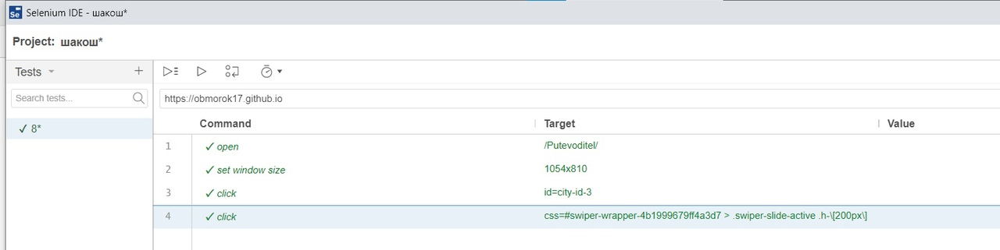 Se Selenium IDE - шакош*
Project: шакош*
Tests
Search tests...
https://obmorok17.github.io
Command Target Value
✓ 8*
1 ✓ open /Putevoditel/
2 ✓ set window size 1054x810
3 ✓ click id=city-id-3
4 ✓ click css=#swiper-wrapper-4b1999679ff4a3d7 > .swiper-slide-active .h-\[200px\]